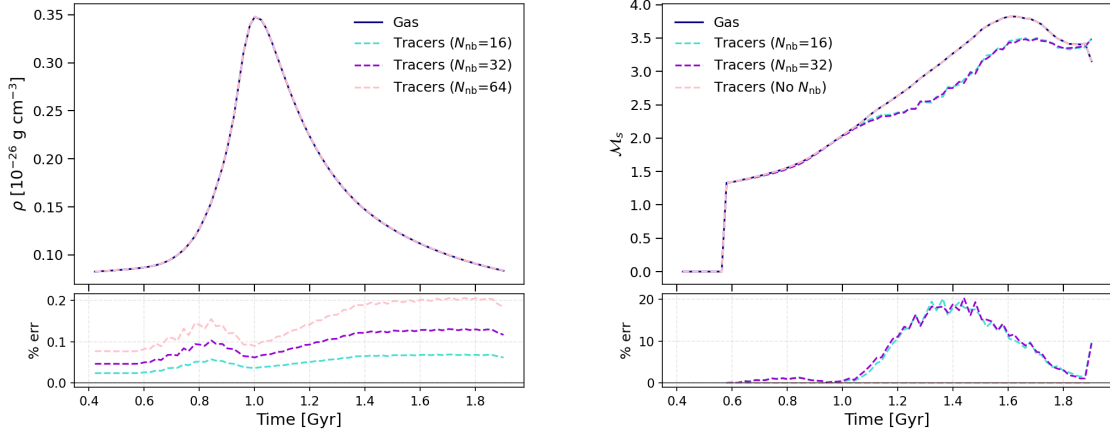 0.35
0.30
0.25
0.20
0.15
0.10
ρ [10⁻²⁶ g cm⁻³]
Gas
Tracers (N_nb=16)
Tracers (N_nb=32)
Tracers (N_nb=64)
0.2
0.1
0.0
% err
0.4 0.6 0.8 1.0 1.2 1.4 1.6 1.8
Time [Gyr]
4.0
3.5
3.0
2.5
2.0
1.5
1.0
0.5
0.0
ℳ_s
Gas
Tracers (N_nb=16)
Tracers (N_nb=32)
Tracers (No N_nb)
20
10
0
% err
0.4 0.6 0.8 1.0 1.2 1.4 1.6 1.8
Time [Gyr]